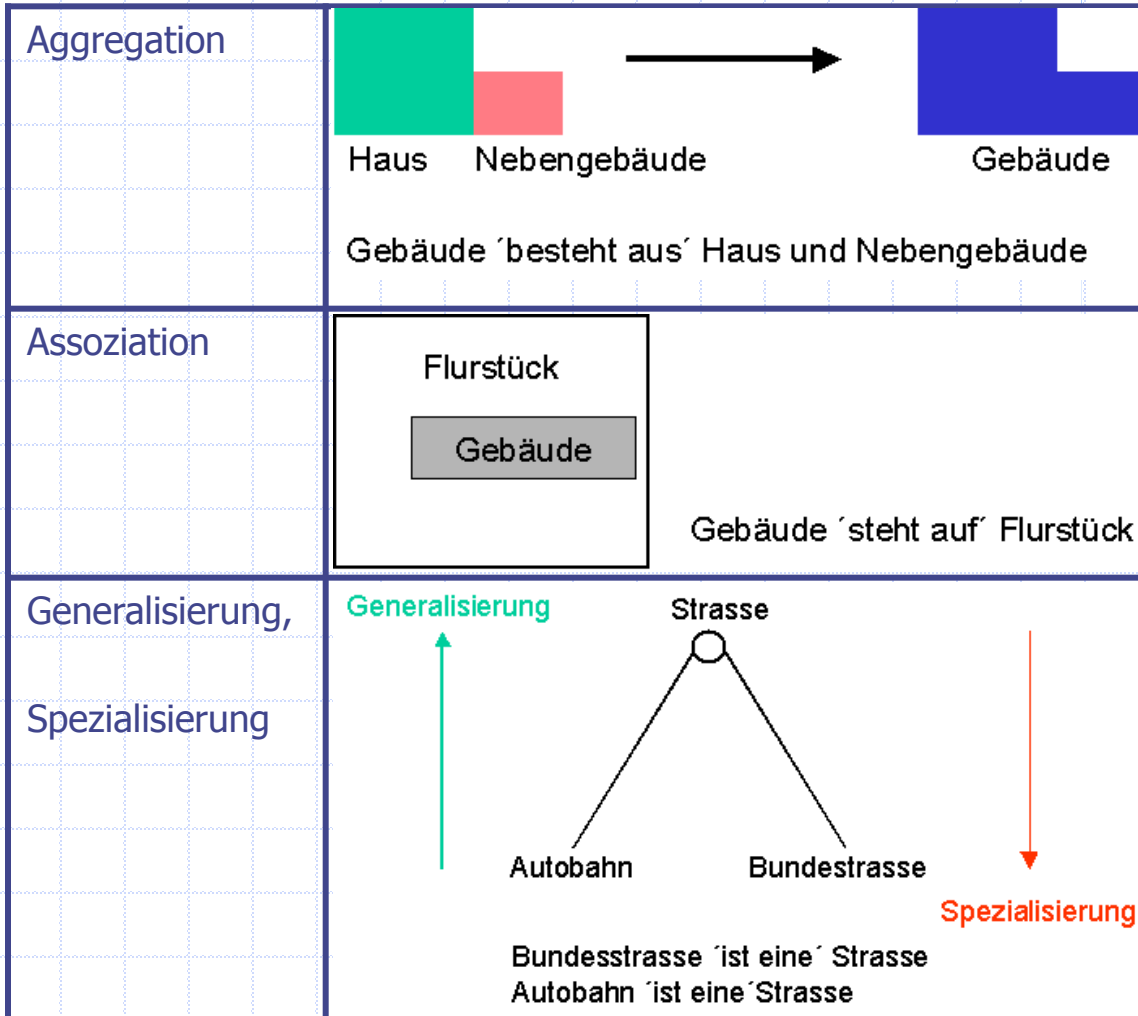 Aggregation
Haus Nebengebäude Gebäude
Gebäude ´besteht aus´ Haus und Nebengebäude
Assoziation
Flurstück
Gebäude
Gebäude ´steht auf´ Flurstück
Generalisierung,
Spezialisierung
Generalisierung Strasse
Autobahn Bundestrasse
Spezialisierung
Bundesstrasse ´ist eine´ Strasse
Autobahn ´ist eine´Strasse